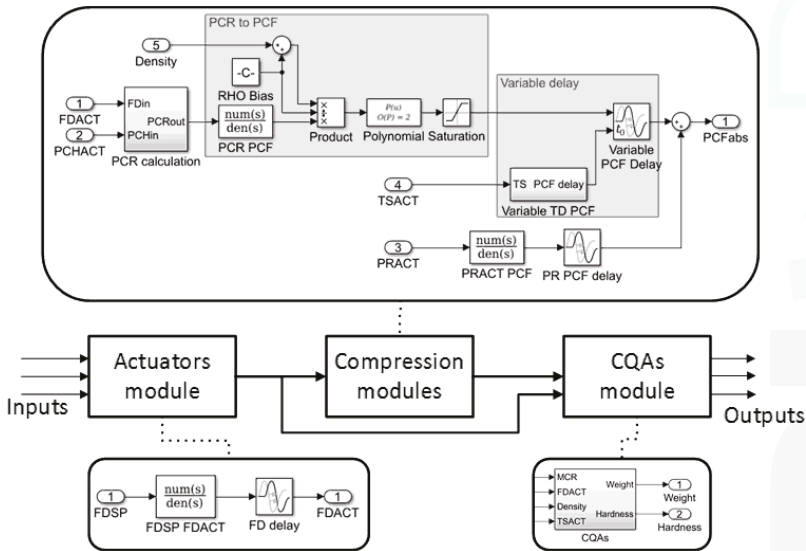 PCR to PCF
5
Density
-C-
RHO Bias
1
FDACT
2
PCHACT
FDin
PCHin
PCRout
PCR calculation
num(s)
den(s)
PCR PCF
×
÷
×
Product
P(u)
O(P) = 2
Polynomial
Saturation
Variable delay
Variable
PCF Delay
1
PCFabs
4
TSACT
TS PCF delay
Variable TD PCF
3
PRACT
num(s)
den(s)
PRACT PCF
PR PCF delay
Inputs
Actuators
module
Compression
modules
CQAs
module
Outputs
1
FDSP
num(s)
den(s)
FDSP FDACT
FD delay
1
FDACT
MCR
FDACT
Density
TSACT
Weight
Hardness
CQAs
1
Weight
2
Hardness